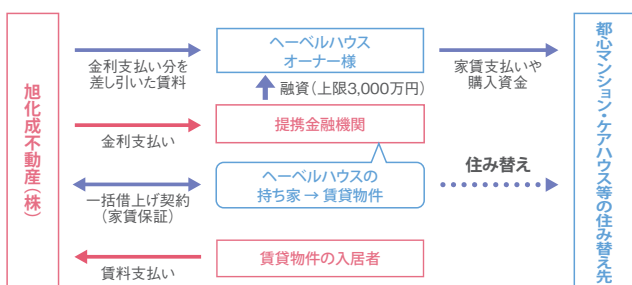 旭化成不動産(株)
金利支払い分を
差し引いた賃料
ヘーベルハウス
オーナー様
家賃支払いや
購入資金
融資(上限3,000万円)
金利支払い
提携金融機関
一括借上げ契約
(家賃保証)
ヘーベルハウスの
持ち家 → 賃貸物件
住み替え
賃料支払い
賃貸物件の入居者
都心マンション・ケアハウス等の住み替え先